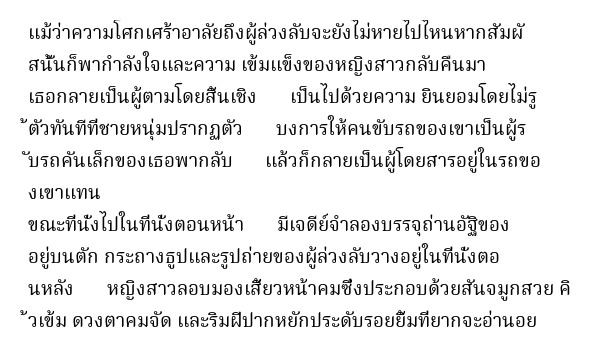 แม้ว่าความโศกเศร้าอาลัยถึงผู้ล่วงลับจะยังไม่หายไปไหนหากสัมผั
สนั้นก็พากำลังใจและความ เข้มแข็งของหญิงสาวกลับคืนมา
เธอกลายเป็นผู้ตามโดยสิ้นเชิง เป็นไปด้วยความ ยินยอมโดยไม่รู
้ตัวทันทีที่ชายหนุ่มปรากฏตัว บงการให้คนขับรถของเขาเป็นผู้ร
ับรถคันเล็กของเธอพากลับ แล้วก็กลายเป็นผู้โดยสารอยู่ในรถขอ
งเขาแทน
ขณะที่นั่งไปในที่นั่งตอนหน้า มีเจดีย์จำลองบรรจุถ่านอัฐิของ
อยู่บนตัก กระถางธูปและรูปถ่ายของผู้ล่วงลับวางอยู่ในที่นั่งตอ
นหลัง หญิงสาวลอบมองเสี้ยวหน้าคมซึ่งประกอบด้วยสันจมูกสวย คิ
้วเข้ม ดวงตาคมจัด และริมฝีปากหยักประดับรอยยิ้มที่ยากจะอ่านอย